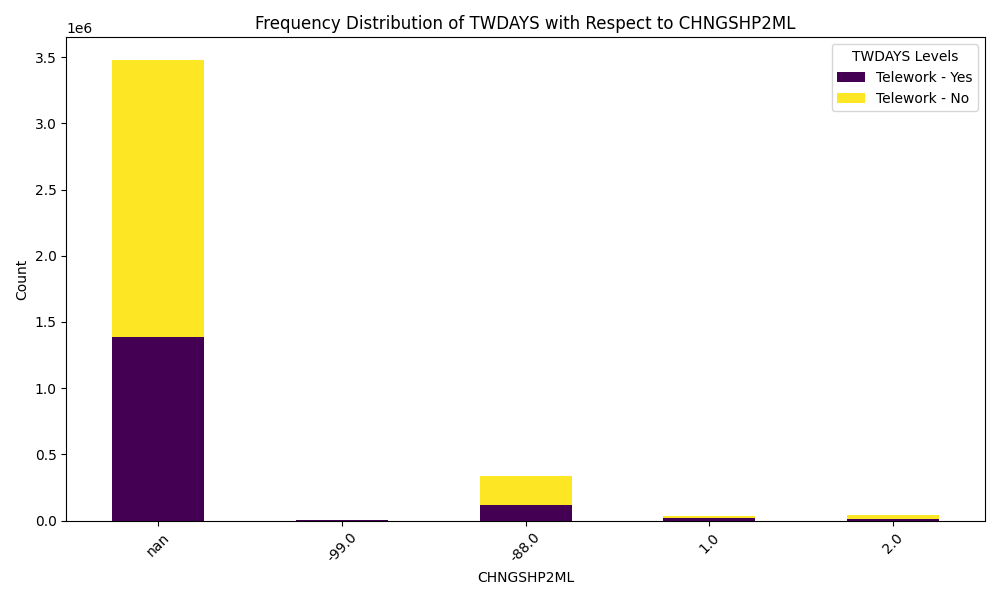 Frequency Distribution of TWDAYS with Respect to CHNGSHP2ML
1e6
3.5
3.0
2.5
2.0
1.5
1.0
0.5
0.0
Count
TWDAYS Levels
Telework - Yes
Telework - No
nan
-99.0
-88.0
1.0
2.0
CHNGSHP2ML